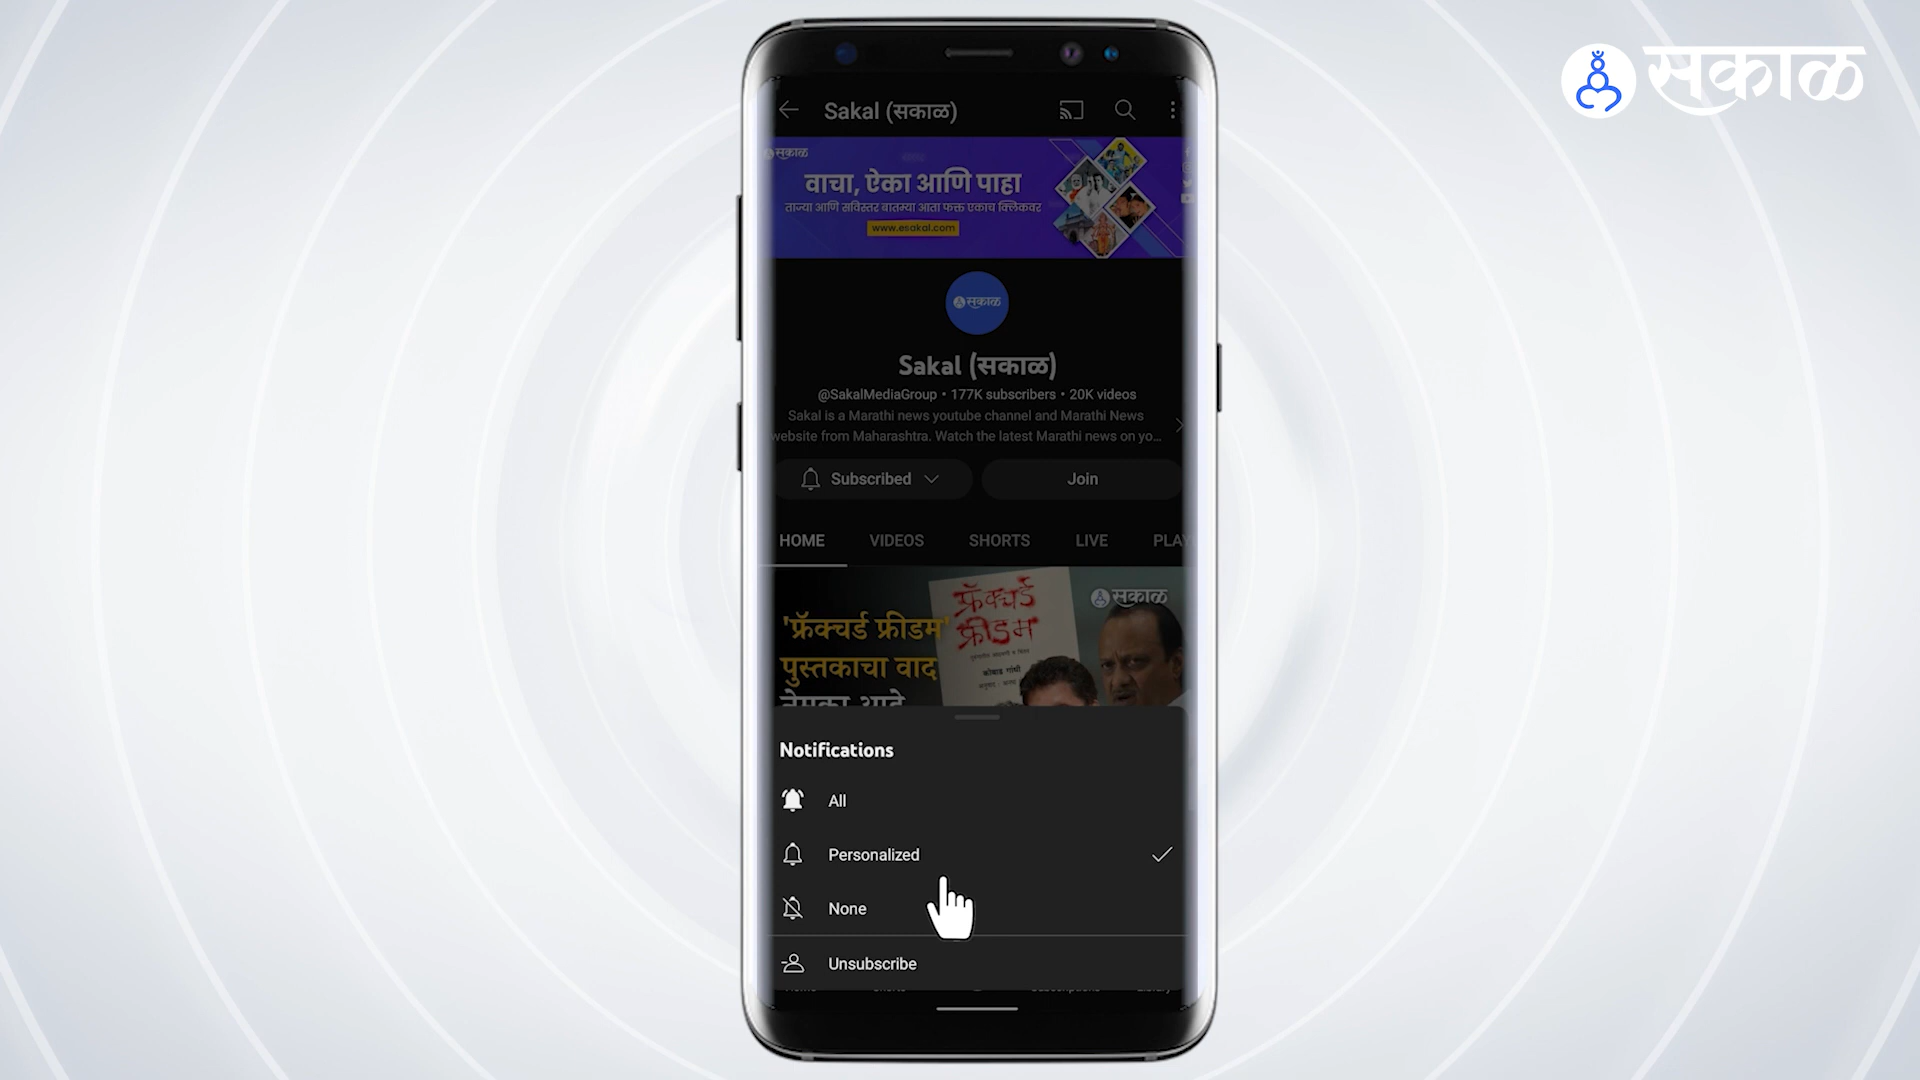 सकाळ
Sakal (सकाळ)
सकाळ
वाचा, ऐका आणि पाहा
ताज्या आणि सविस्तर बातम्या आता फक्त एकाच क्लिकवर
www.esakal.com
सकाळ
Sakal (सकाळ)
@SakalMediaGroup • 177K subscribers • 20K videos
Sakal is a Marathi news youtube channel and Marathi News
website from Maharashtra. Watch the latest Marathi news on yo...
Subscribed
Join
HOME VIDEOS SHORTS LIVE PLAY
फ्रॅक्चर्ड
फ्रीडम
सकाळ
'फ्रॅक्चर्ड फ्रीडम'
पुस्तकाचा वाद
नेमका आहे
कोबाड गांधी
Notifications
All
Personalized
None
Unsubscribe